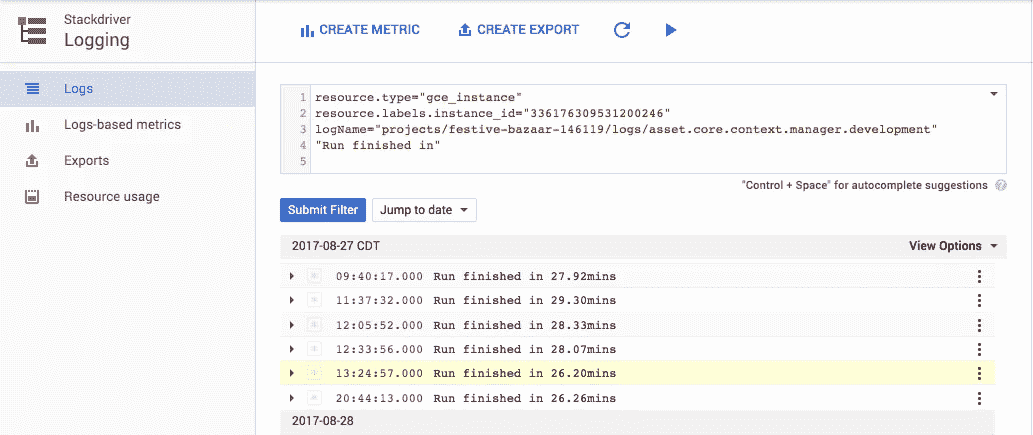 Stackdriver
Logging
CREATE METRIC
CREATE EXPORT
Logs
Logs-based metrics
Exports
Resource usage
1 resource.type="gce_instance"
2 resource.labels.instance_id="336176309531200246"
3 logName="projects/festive-bazaar-146119/logs/asset.core.context.manager.development"
4 "Run finished in"
5
"Control + Space" for autocomplete suggestions ?
Submit Filter
Jump to date
2017-08-27 CDT
View Options
09:40:17.000 Run finished in 27.92mins
11:37:32.000 Run finished in 29.30mins
12:05:52.000 Run finished in 28.33mins
12:33:56.000 Run finished in 28.07mins
13:24:57.000 Run finished in 26.20mins
20:44:13.000 Run finished in 26.26mins
2017-08-28